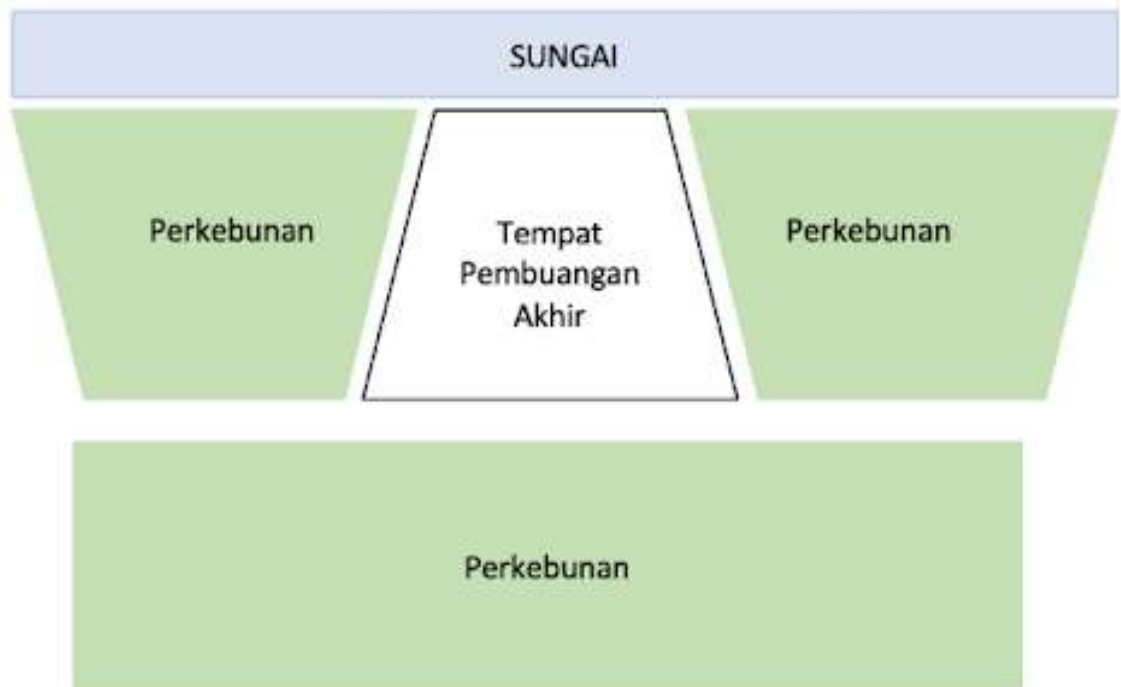 SUNGAI
Perkebunan
Tempat
Pembuangan
Akhir
Perkebunan
Perkebunan